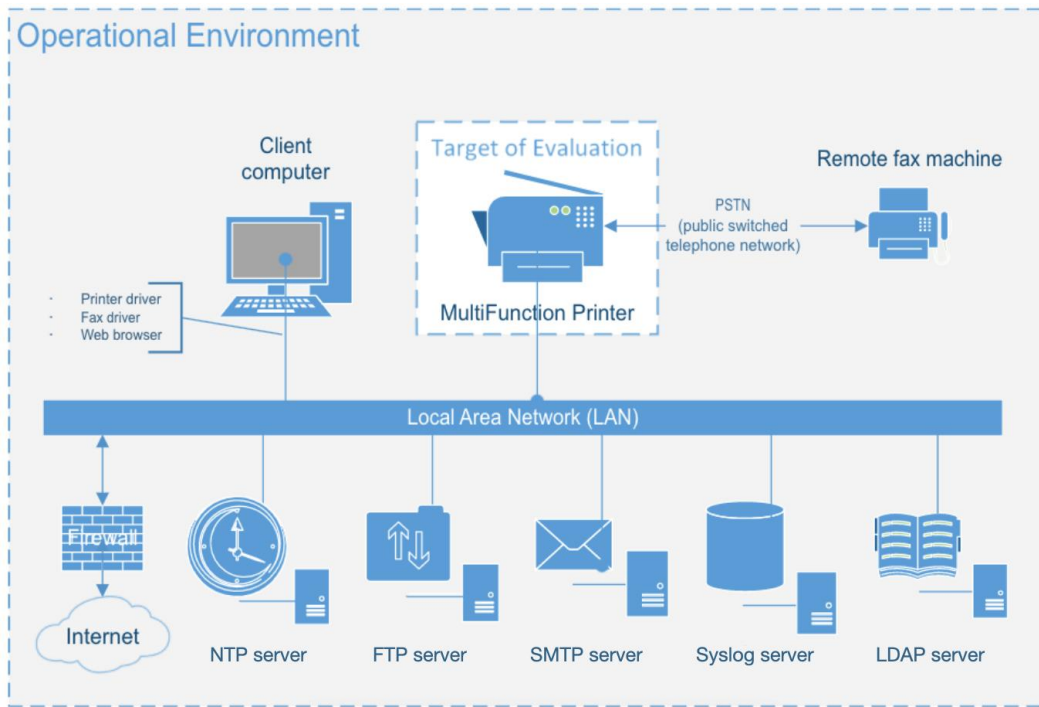 Operational Environment
Client
computer
Target of Evaluation
Remote fax machine
PSTN
(public switched
telephone network)
· Printer driver
· Fax driver
· Web browser
MultiFunction Printer
Local Area Network (LAN)
Firewall
Internet
NTP server
FTP server
SMTP server
Syslog server
LDAP server